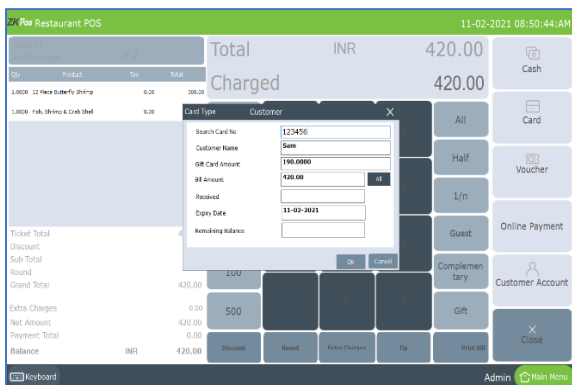 ZKPos Restaurant POS
11-02-2021 08:50:44:AM
Qty Product Tax Total
2.0000 12 Piece Butterfly Shrimp 0.00
1.0000 Fish, Shrimp & Crab Shell 0.00
Total INR 420.00
Charged 420.00
Card Type Customer X
Search Card No 123456
Customer Name Sam
Gift Card Amount 190.0000
Bill Amount 420.00 All
Received
Expiry Date 11-02-2021
Remaining Balance
Ok Cancel
100
500
All
Half
1/n
Guest
Complemen
tary
Gift
Discount Round Extra Charges Tip Print Bill
Cash
Card
Voucher
Online Payment
Customer Account
Close
Ticket Total
Discount
Sub Total
Round
Grand Total 420.00
Extra Charges 0.00
Net Amount 420.00
Payment Total 0.00
Balance INR 420.00
Keyboard
Admin Main Menu